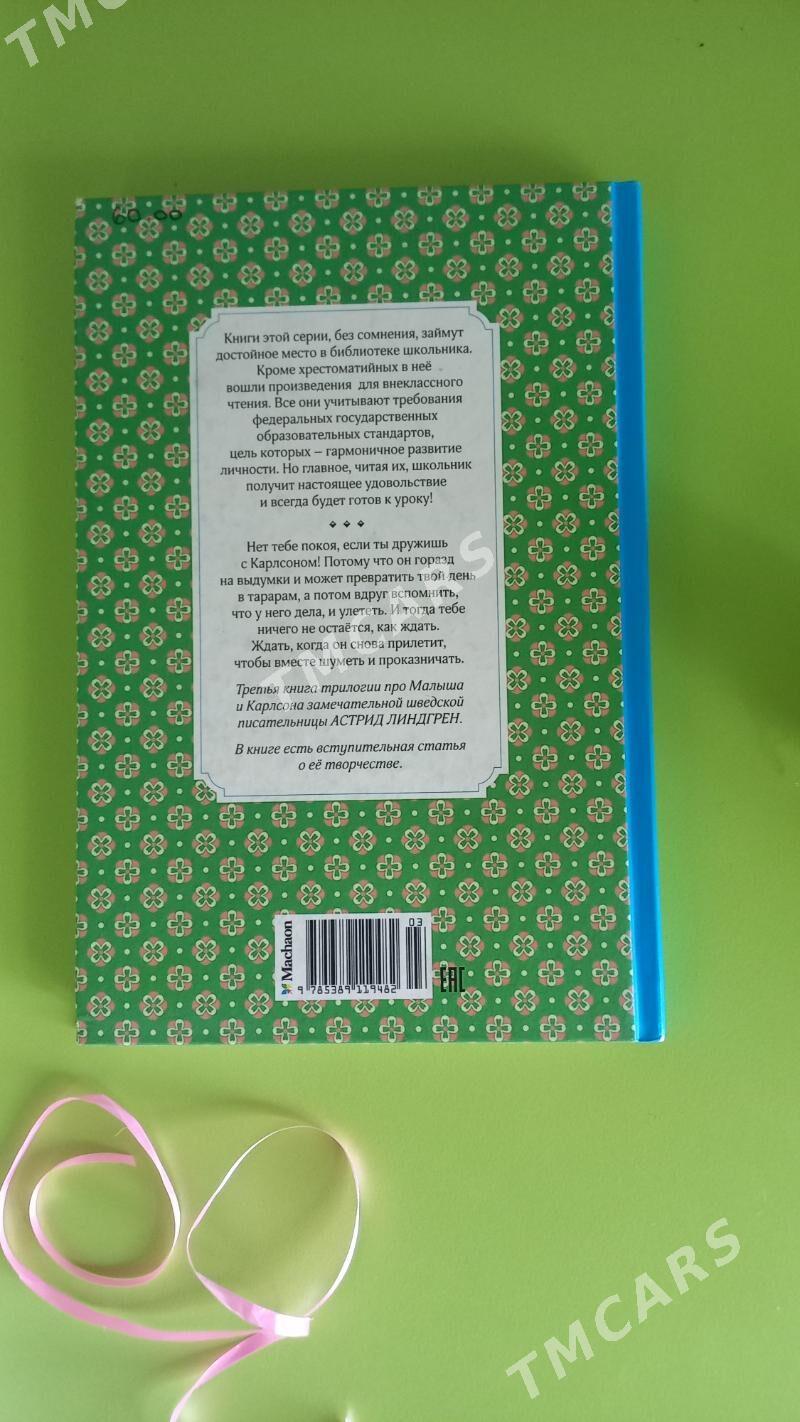 TMCARS
60.00
Книги этой серии, без сомнения, займут
достойное место в библиотеке школьника.
Кроме хрестоматийных в неё
вошли произведения для внеклассного
чтения. Все они учитывают требования
федеральных государственных
образовательных стандартов,
цель которых – гармоничное развитие
личности. Но главное, читая их, школьник
получит настоящее удовольствие
и всегда будет готов к уроку!
Нет тебе покоя, если ты дружишь
с Карлсоном! Потому что он горазд
на выдумки и может превратить твой день
в тарарам, а потом вдруг вспомнить,
что у него дела, и улететь. И тогда тебе
ничего не остаётся, как ждать.
Ждать, когда он снова прилетит,
чтобы вместе шуметь и проказничать.
TMCARS
Третья книга трилогии про Малыша
и Карлсона замечательной шведской
писательницы АСТРИД ЛИНДГРЕН.
В книге есть вступительная статья
о её творчестве.
Machaon
03
9 785389 119482
EAC
TMCARS